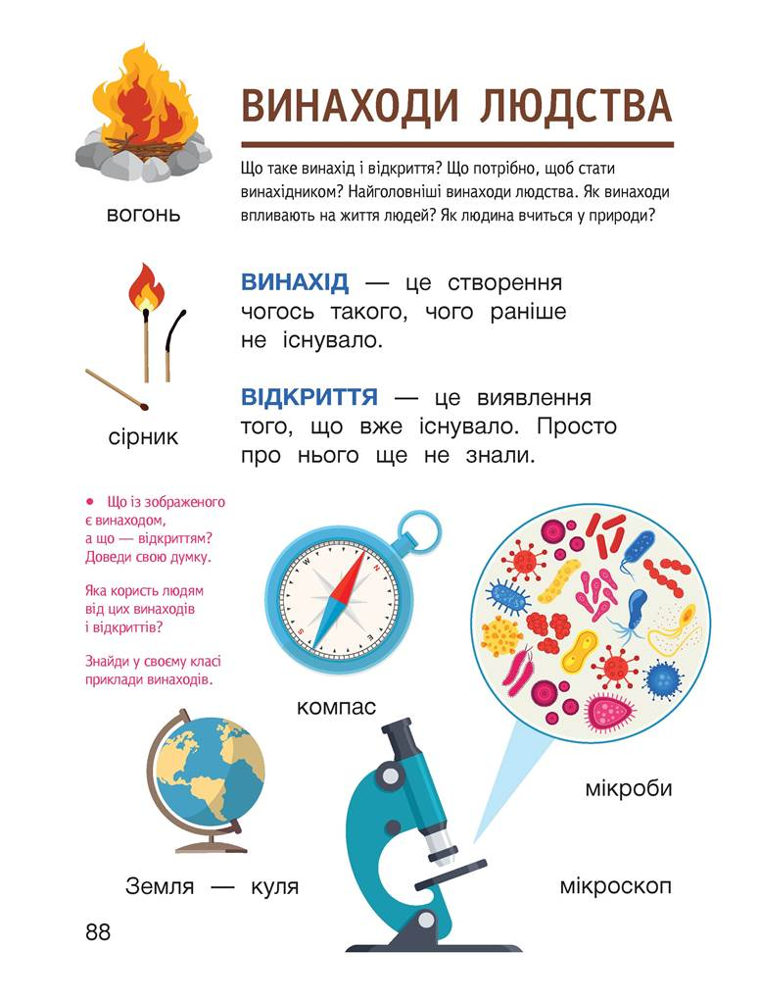 ВИНАХОДИ ЛЮДСТВА
Що таке винахід і відкриття? Що потрібно, щоб стати
винахідником? Найголовніші винаходи людства. Як винаходи
впливають на життя людей? Як людина вчиться у природи?
вогонь
ВИНАХІД — це створення
чогось такого, чого раніше
не існувало.
ВІДКРИТТЯ — це виявлення
того, що вже існувало. Просто
про нього ще не знали.
сірник
• Що із зображеного
є винаходом,
а що — відкриттям?
Доведи свою думку.
Яка користь людям
від цих винаходів
і відкриттів?
Знайди у своєму класі
приклади винаходів.
N
W
E
S
компас
мікроби
Земля — куля
мікроскоп
88